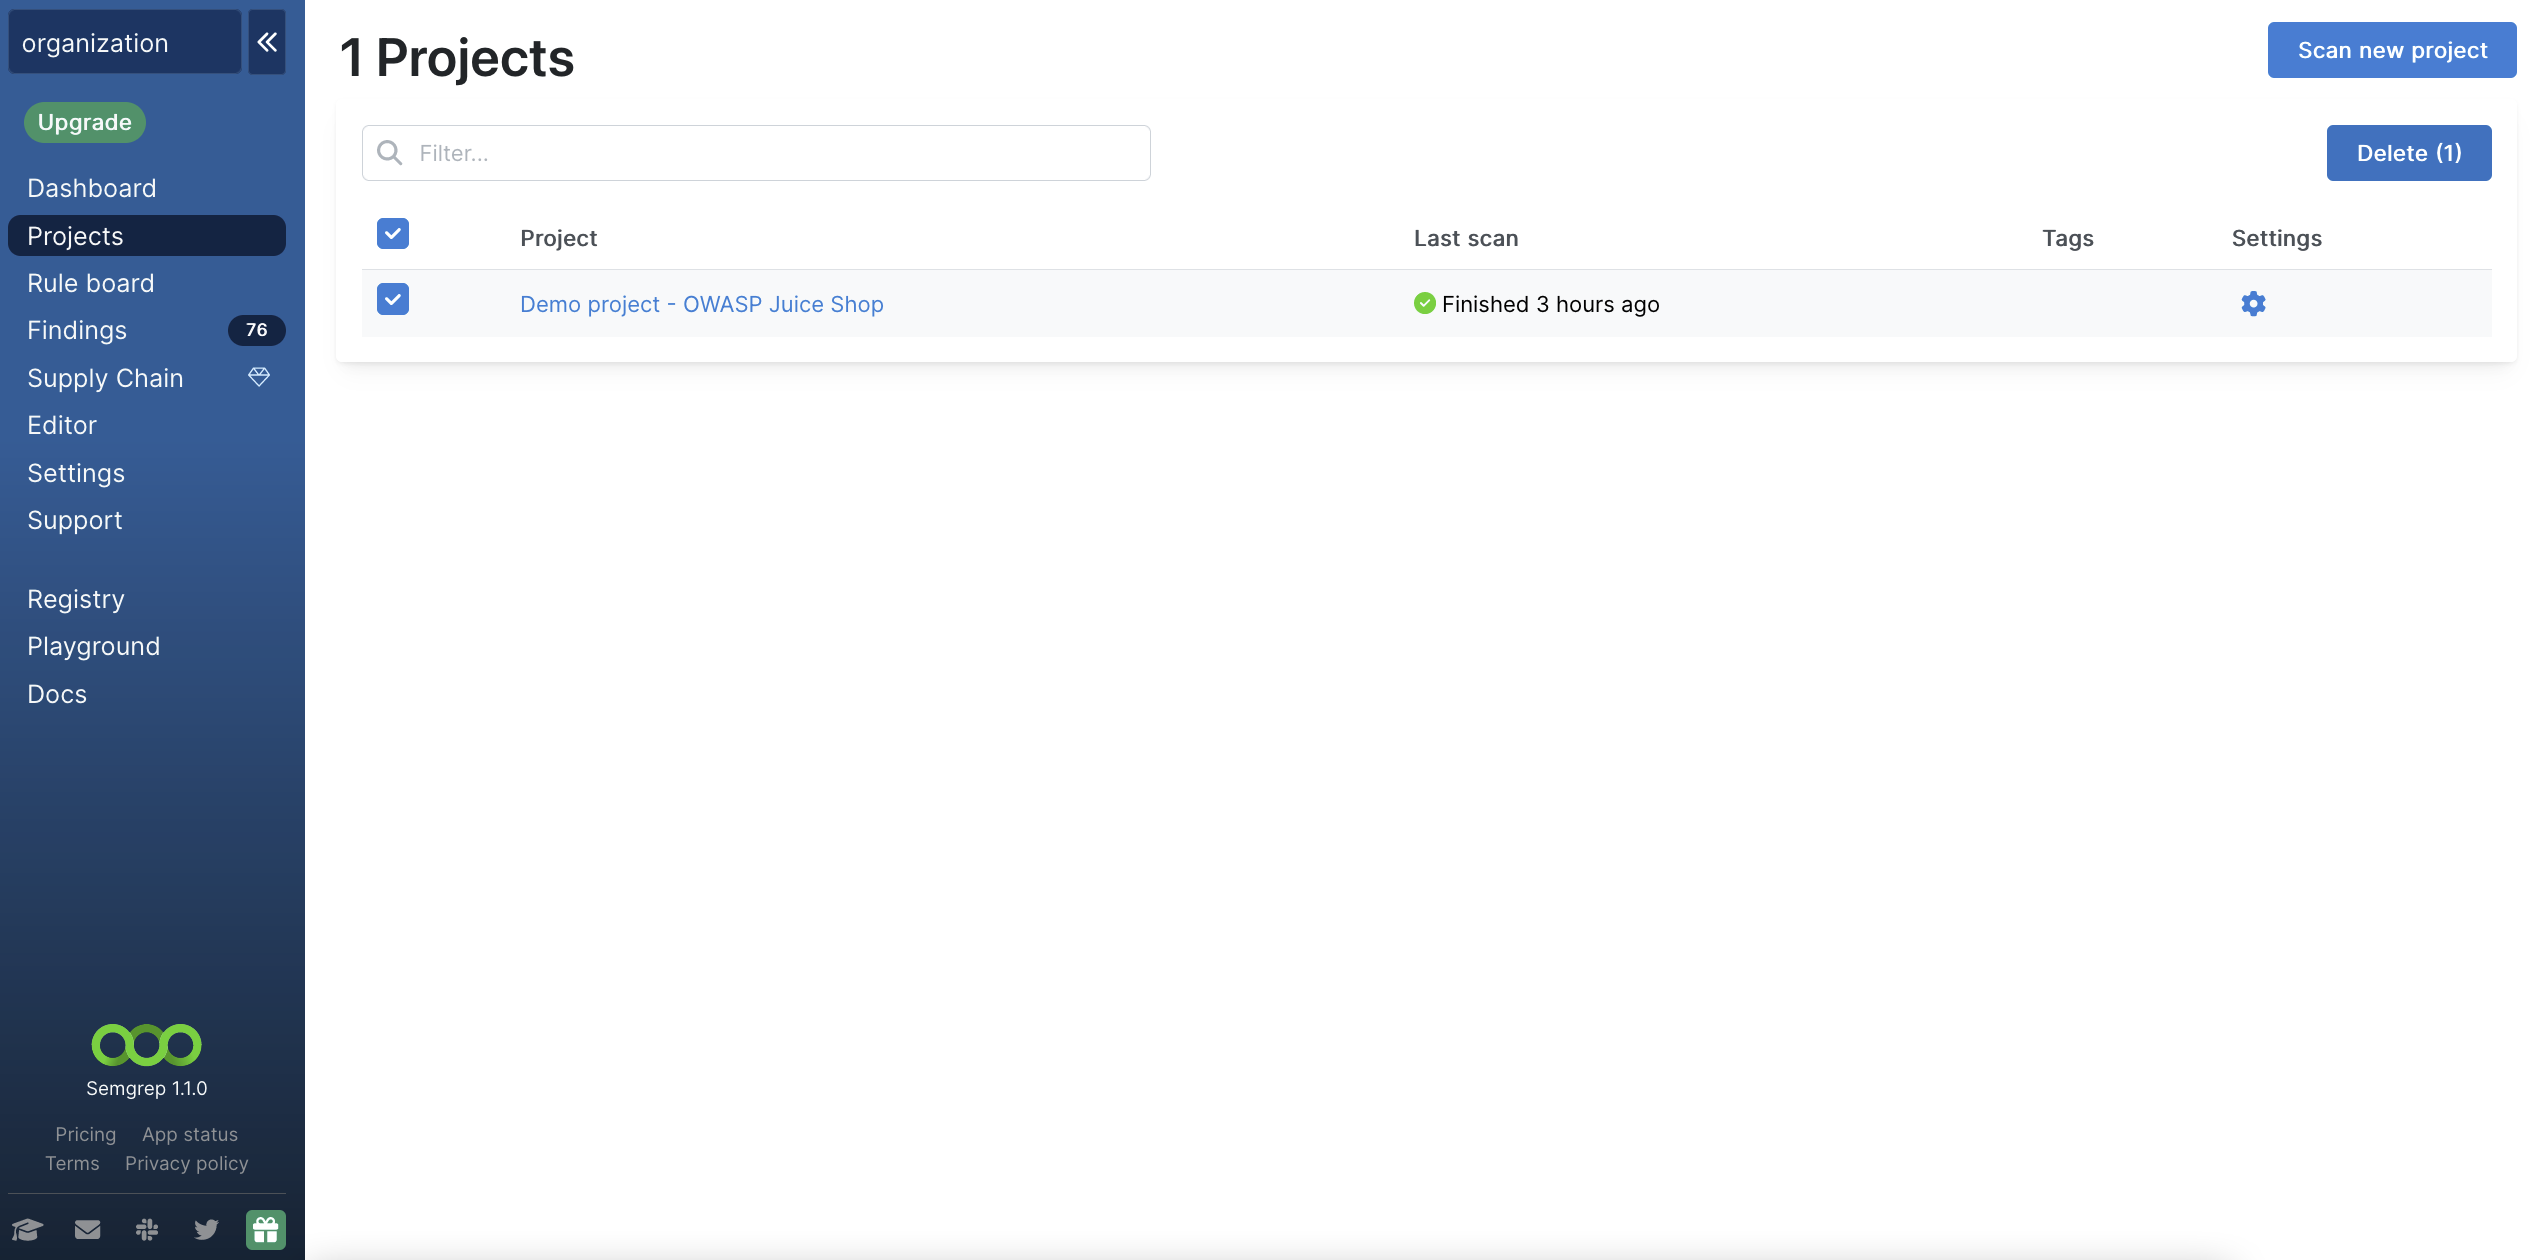 organization
Upgrade
Dashboard
Projects
Rule board
Findings 76
Supply Chain
Editor
Settings
Support
Registry
Playground
Docs
Semgrep 1.1.0
Pricing App status
Terms Privacy policy
1 Projects
Scan new project
Filter...
Delete (1)
Project Last scan Tags Settings
Demo project - OWASP Juice Shop Finished 3 hours ago